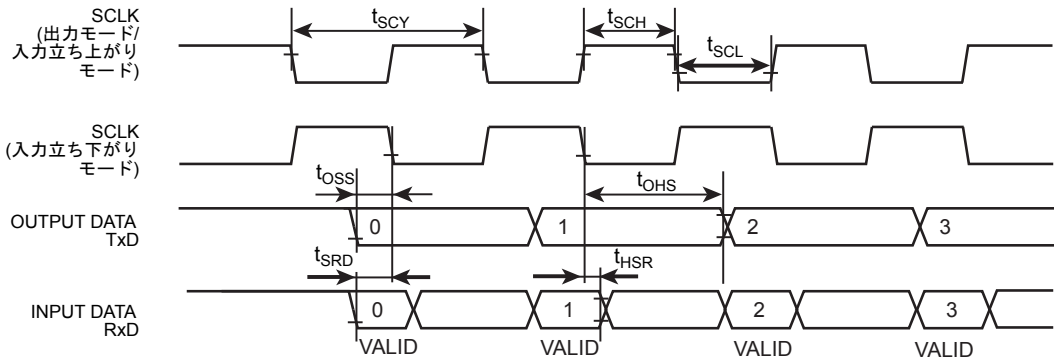 SCLK
(出力モード/
入力立ち上がり
モード)
tSCY
tSCH
tSCL
SCLK
(入力立ち下がり
モード)
tOSS
tOHS
OUTPUT DATA
TxD
0
1
2
3
tSRD
tHSR
INPUT DATA
RxD
0
1
2
3
VALID
VALID
VALID
VALID